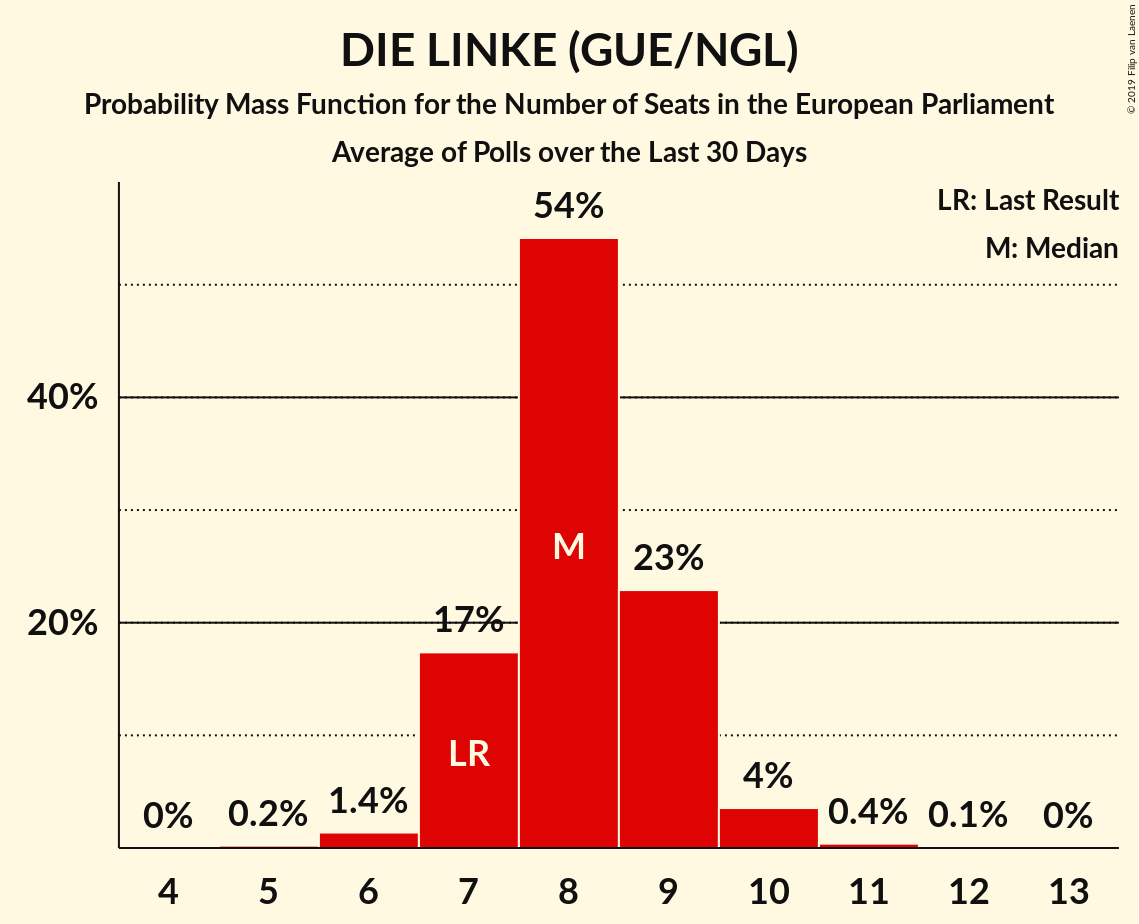 DIE LINKE (GUE/NGL)
Probability Mass Function for the Number of Seats in the European Parliament
Average of Polls over the Last 30 Days
© 2019 Filip van Laenen
LR: Last Result
M: Median
54%
40%
M
23%
20%
17%
LR
0%
0.2%
1.4%
4%
0.4%
0.1%
0%
4 5 6 7 8 9 10 11 12 13